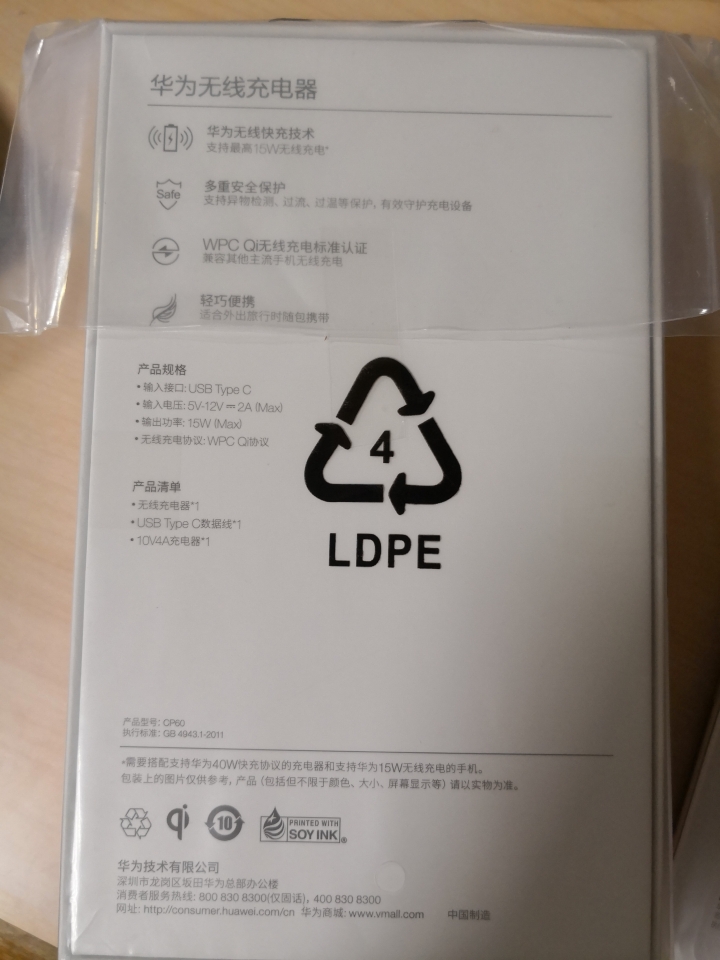 华为无线充电器
华为无线快充技术
支持最高15W无线充电*
Safe
多重安全保护
支持异物检测、过流、过温等保护，有效守护充电设备
WPC Qi无线充电标准认证
兼容其他主流手机无线充电
轻巧便携
适合外出旅行时随包携带
产品规格
•输入接口: USB Type C
•输入电压: 5V-12V ⎓ 2A (Max)
•输出功率: 15W (Max)
•无线充电协议: WPC Qi协议
4
LDPE
产品清单
•无线充电器*1
•USB Type C数据线*1
•10V4A充电器*1
产品型号: CP60
执行标准: GB 4943.1-2011
*需要搭配支持华为40W快充协议的充电器和支持华为15W无线充电的手机。
包装上的图片仅供参考，产品（包括但不限于颜色、大小、屏幕显示等）请以实物为准。
qi
10
PRINTED WITH
SOY INK®
华为技术有限公司
深圳市龙岗区坂田华为总部办公楼
消费者服务热线: 800 830 8300(仅固话), 400 830 8300
网址: http://consumer.huawei.com/cn 华为商城: www.vmall.com 中国制造